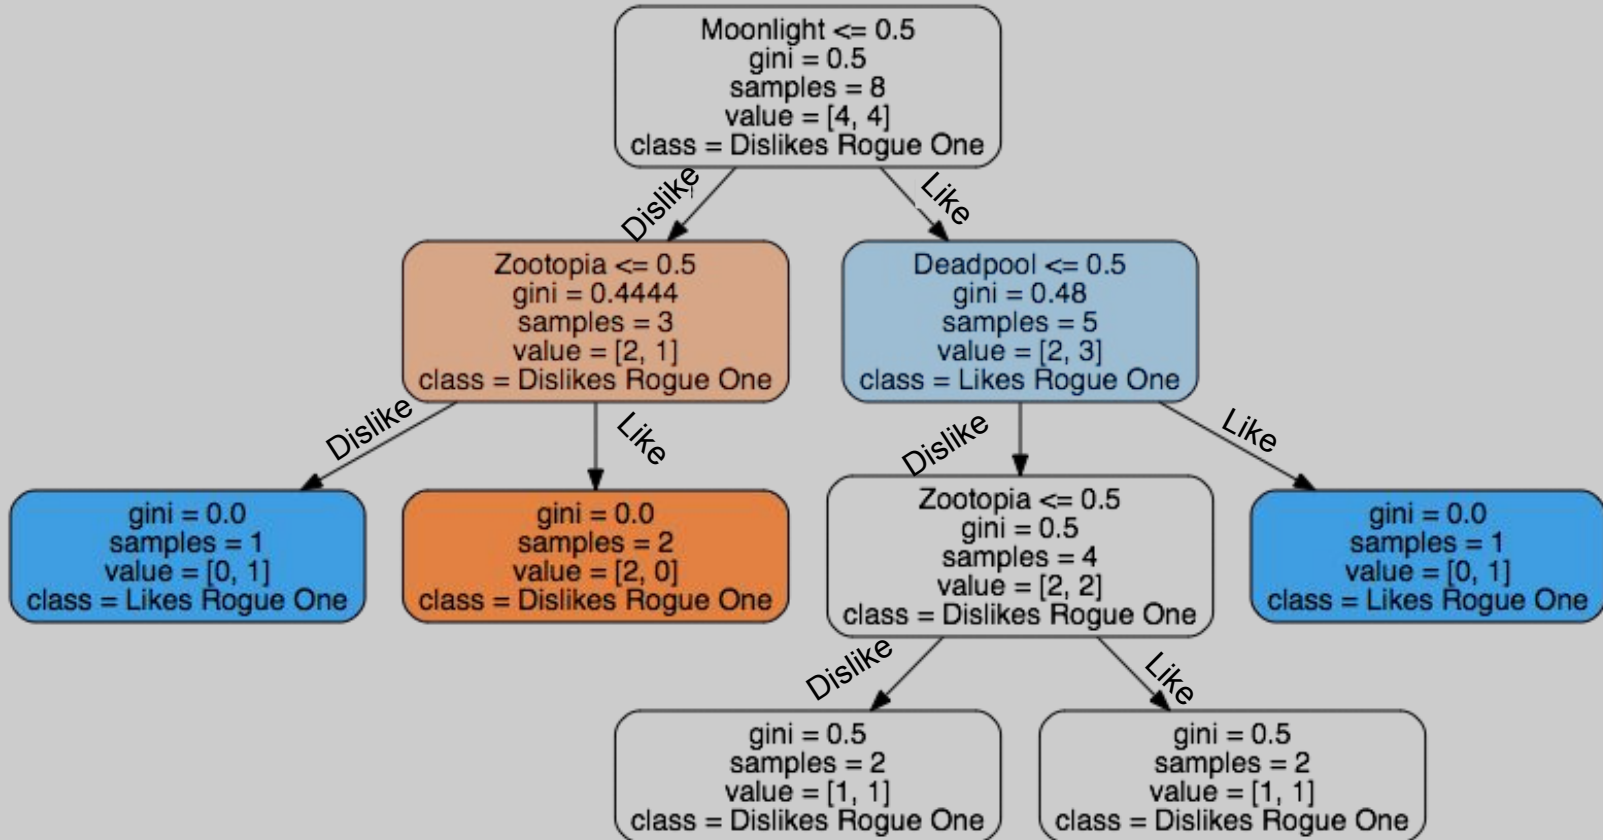 Moonlight <= 0.5
gini = 0.5
samples = 8
value = [4, 4]
class = Dislikes Rogue One
Dislike
Like
Zootopia <= 0.5
gini = 0.4444
samples = 3
value = [2, 1]
class = Dislikes Rogue One
Deadpool <= 0.5
gini = 0.48
samples = 5
value = [2, 3]
class = Likes Rogue One
Dislike
Like
Dislike
Like
gini = 0.0
samples = 1
value = [0, 1]
class = Likes Rogue One
gini = 0.0
samples = 2
value = [2, 0]
class = Dislikes Rogue One
Zootopia <= 0.5
gini = 0.5
samples = 4
value = [2, 2]
class = Dislikes Rogue One
gini = 0.0
samples = 1
value = [0, 1]
class = Likes Rogue One
Dislike
Like
gini = 0.5
samples = 2
value = [1, 1]
class = Dislikes Rogue One
gini = 0.5
samples = 2
value = [1, 1]
class = Dislikes Rogue One